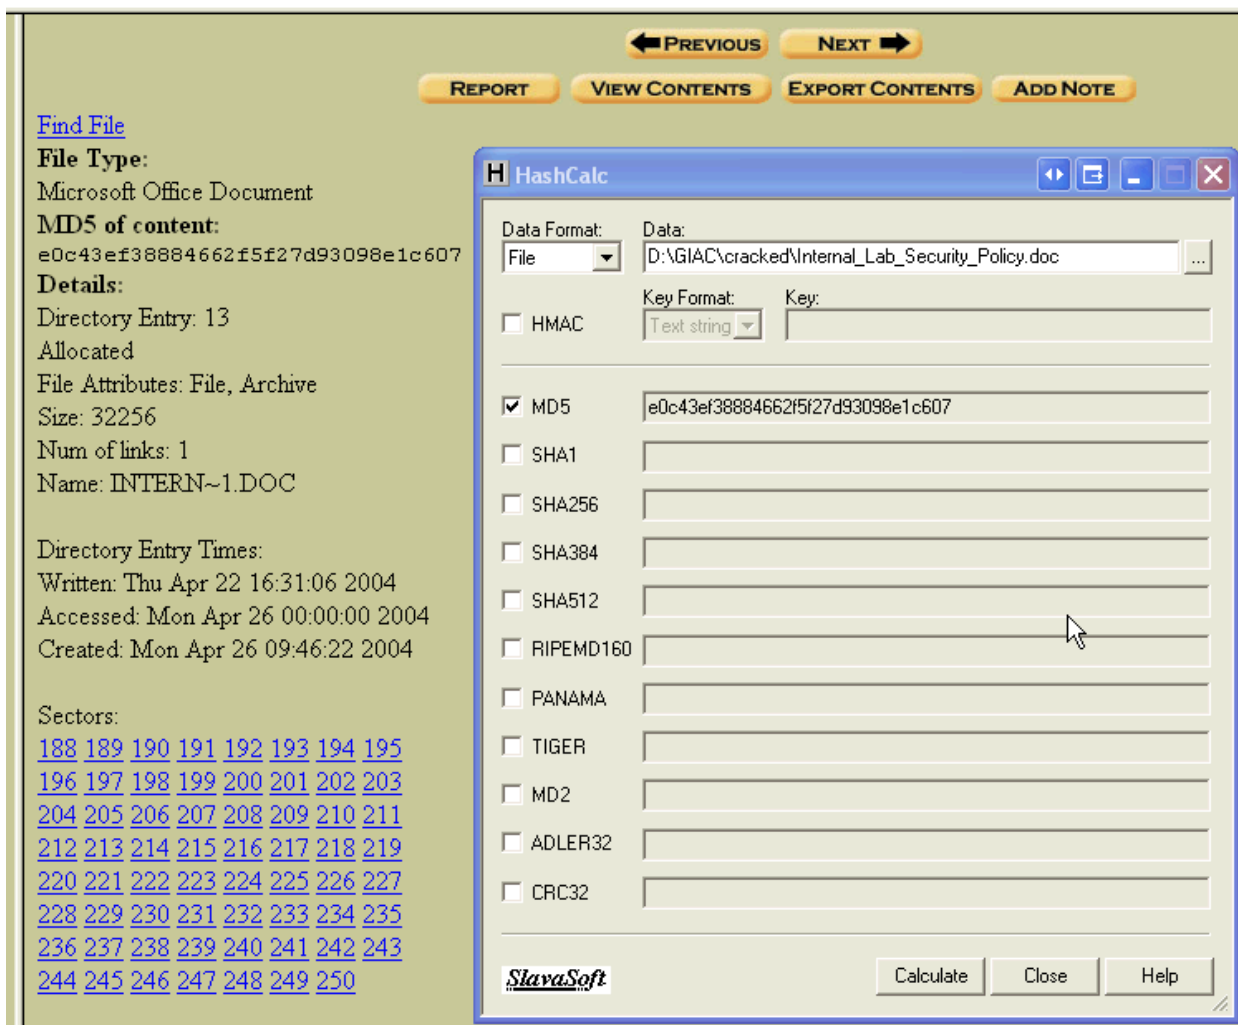 PREVIOUS NEXT
REPORT VIEW CONTENTS EXPORT CONTENTS ADD NOTE
Find File
File Type:
Microsoft Office Document
MD5 of content:
e0c43ef38884662f5f27d93098e1c607
Details:
Directory Entry: 13
Allocated
File Attributes: File, Archive
Size: 32256
Num of links: 1
Name: INTERN~1.DOC
Directory Entry Times:
Written: Thu Apr 22 16:31:06 2004
Accessed: Mon Apr 26 00:00:00 2004
Created: Mon Apr 26 09:46:22 2004
Sectors:
188 189 190 191 192 193 194 195
196 197 198 199 200 201 202 203
204 205 206 207 208 209 210 211
212 213 214 215 216 217 218 219
220 221 222 223 224 225 226 227
228 229 230 231 232 233 234 235
236 237 238 239 240 241 242 243
244 245 246 247 248 249 250
H HashCalc
Data Format: Data:
File D:\GIAC\cracked\Internal_Lab_Security_Policy.doc ...
Key Format: Key:
HMAC Text string
MD5 e0c43ef38884662f5f27d93098e1c607
SHA1
SHA256
SHA384
SHA512
RIPEMD160
PANAMA
TIGER
MD2
ADLER32
CRC32
SlavaSoft Calculate Close Help